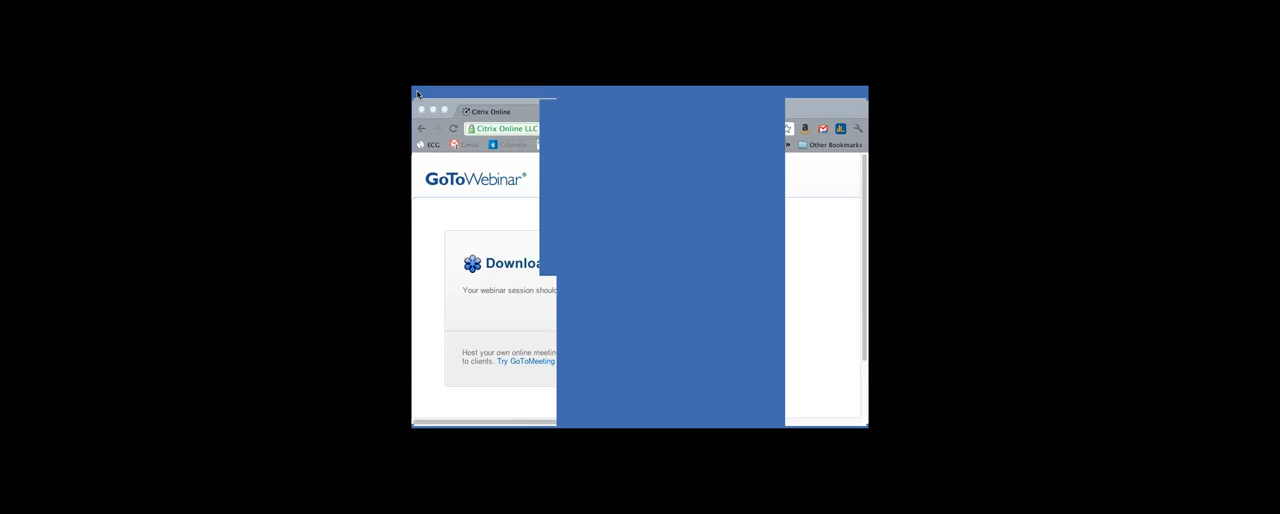 Citrix Online
Citrix Online LLC
ECG Gmail Calendar » Other Bookmarks
GoToWebinar®
Downloa
Your webinar session should
Host your own online meetin
to clients. Try GoToMeeting